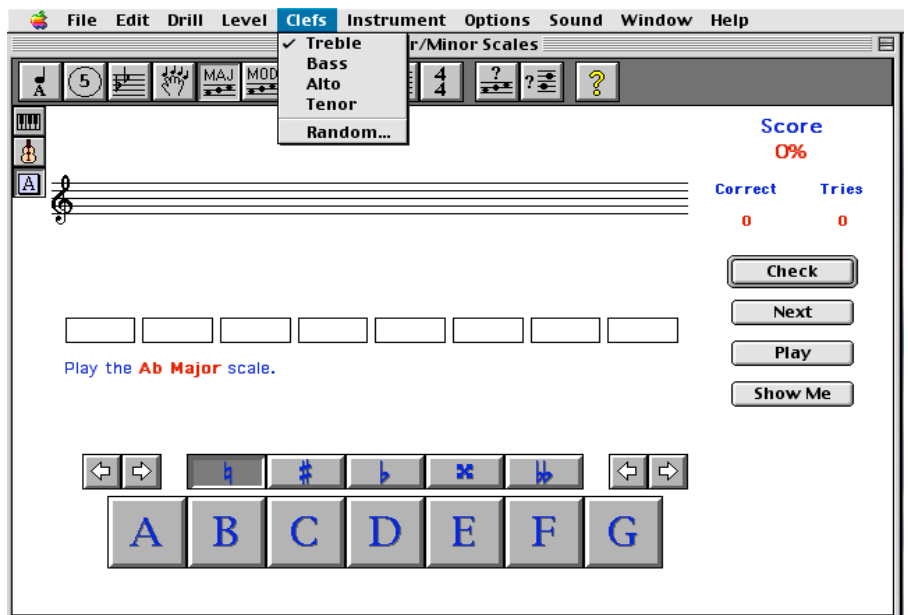 File Edit Drill Level Clefs Instrument Options Sound Window Help
r/Minor Scales
✓ Treble
Bass
Alto
Tenor
Random...
A 5 MAJ MOD 4 4 ? ?
?
A
Score
0%
Correct Tries
0 0
Check
Next
Play
Show Me
Play the Ab Major scale.
♮ ♯ ♭ 𝄪 𝄫
A B C D E F G